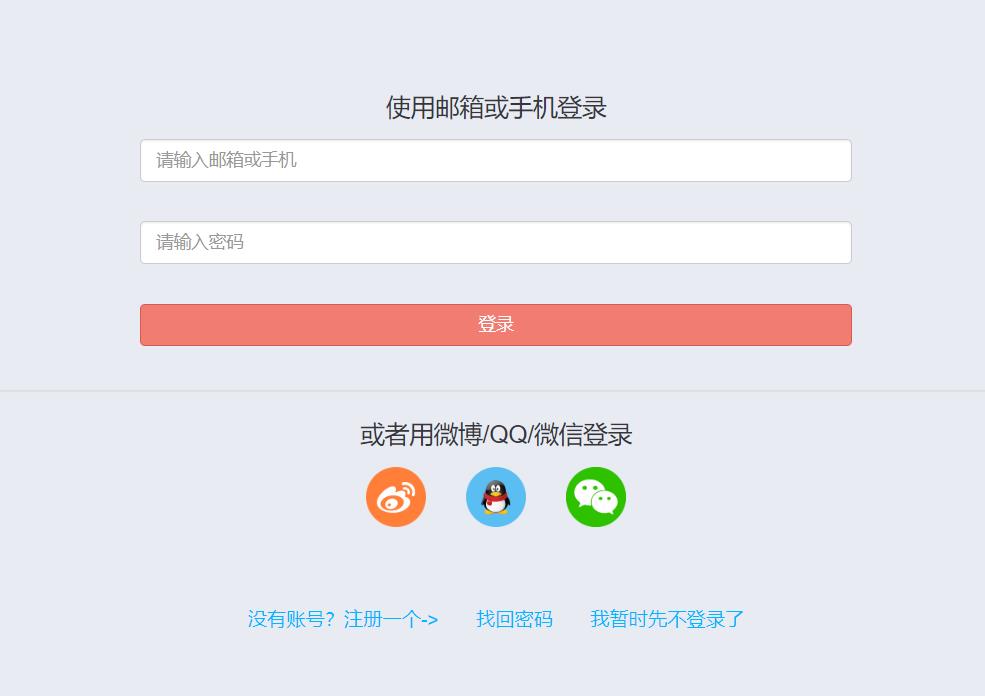 使用邮箱或手机登录
请输入邮箱或手机
请输入密码
登录
或者用微博/QQ/微信登录
没有账号？注册一个-> 找回密码 我暂时先不登录了